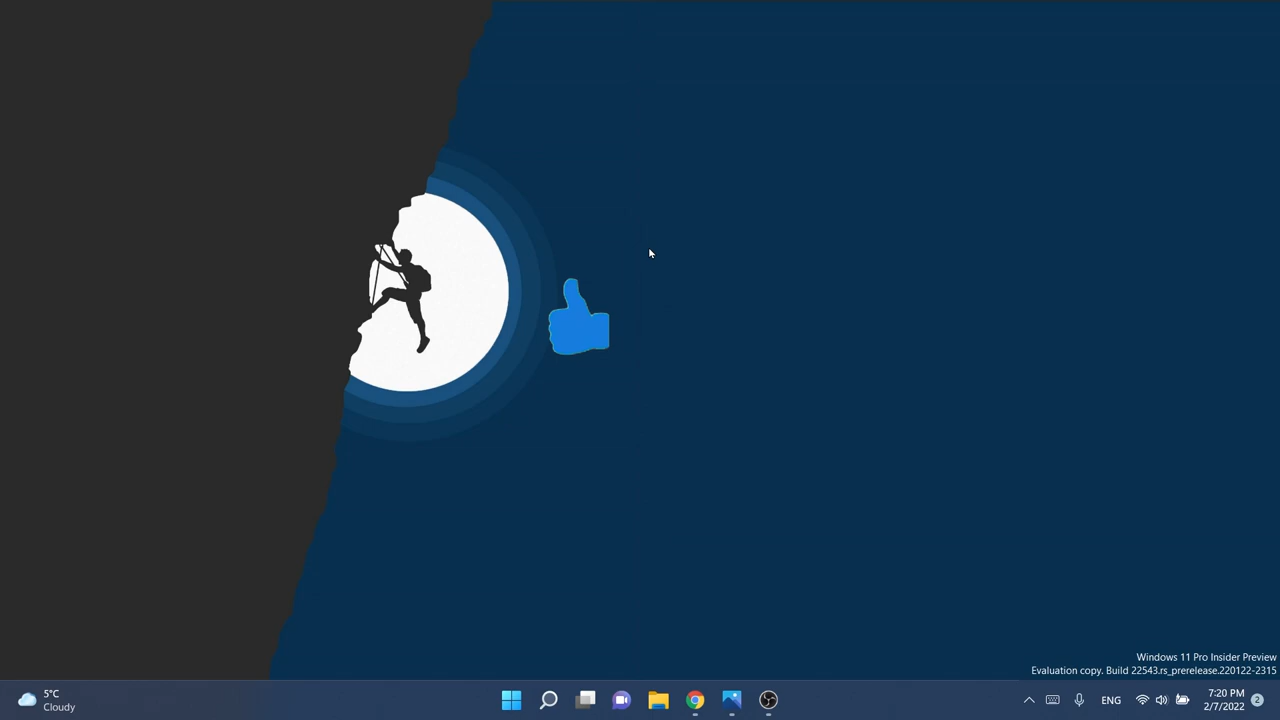 Windows 11 Pro Insider Preview
Evaluation copy. Build 22543.rs_prerelease.220122-2315
5°C
Cloudy
ENG
7:20 PM
2/7/2022
2